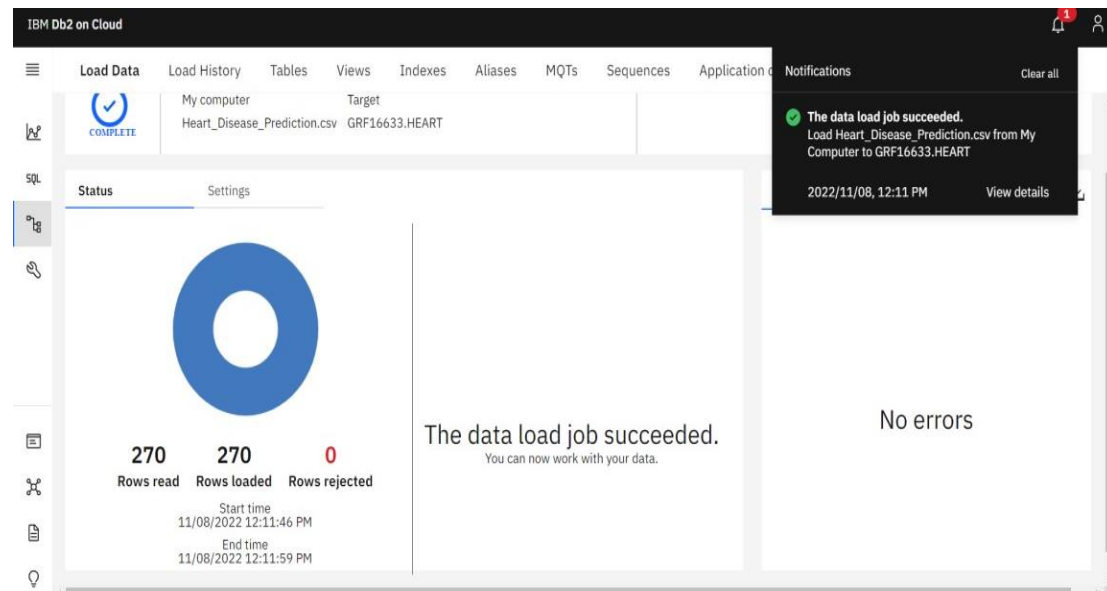 IBM Db2 on Cloud
1
Load Data Load History Tables Views Indexes Aliases MQTs Sequences Application
Notifications Clear all
The data load job succeeded.
Load Heart_Disease_Prediction.csv from My
Computer to GRF16633.HEART
2022/11/08, 12:11 PM View details
COMPLETE
My computer Target
Heart_Disease_Prediction.csv GRF16633.HEART
SQL
Status Settings
270 270 0
Rows read Rows loaded Rows rejected
Start time
11/08/2022 12:11:46 PM
End time
11/08/2022 12:11:59 PM
The data load job succeeded.
You can now work with your data.
No errors